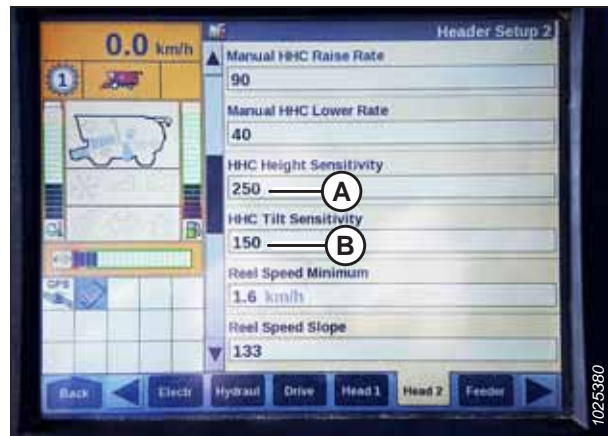 0.0 km/h
Header Setup 2
1
Manual HHC Raise Rate
90
Manual HHC Lower Rate
40
HHC Height Sensitivity
250
A
HHC Tilt Sensitivity
150
B
Reel Speed Minimum
1.6 km/h
Reel Speed Slope
133
GPS
Back
Electr
Hydraul
Drive
Head 1
Head 2
Feeder
1025380